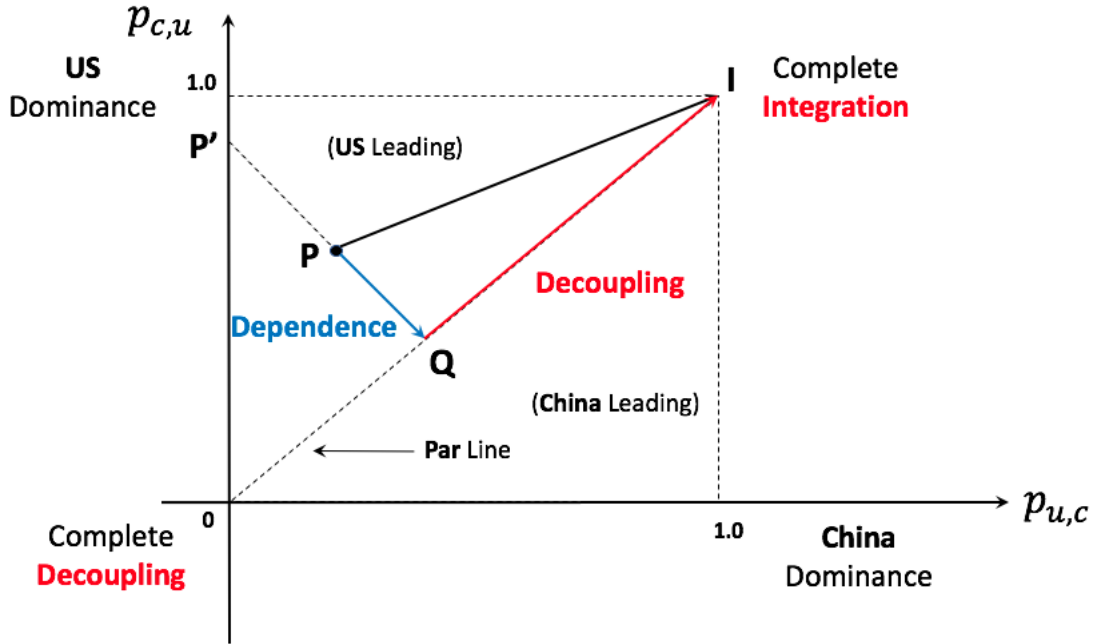 p_{c,u}
US
Dominance
1.0
I
Complete
Integration
P′
(US Leading)
P
Decoupling
Dependence
Q
(China Leading)
Par Line
0
1.0
p_{u,c}
Complete
Decoupling
China
Dominance